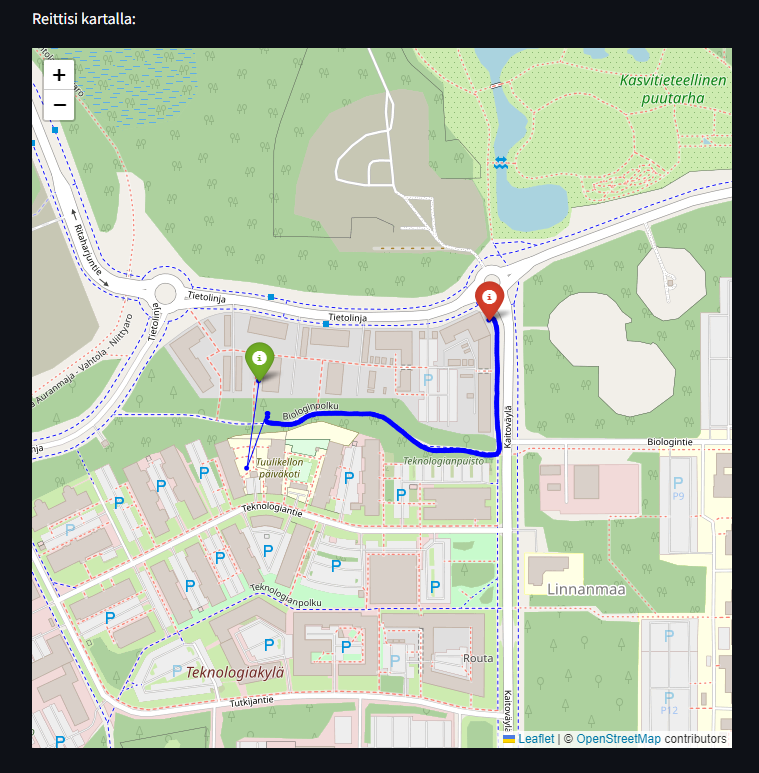 Reittisi kartalla:
+
−
Kasvitieteellinen
puutarha
Ritaharjuntie
Tietolinja
Tietolinja
Tietolinja
Auranmaja - Vahtola - Niittyaro
P
Biologinpolku
Kaitoväylä
Biologintie
Teknologianpuisto
Tuulikellon
päiväkoti
P
P
P
P
P
P
P9
Teknologiantie
P
P
P
P
P
P
P
Linnanmaa
Teknologianpolku
P
P
P
P
P
P
Routa
Teknologiakylä
Tutkijantie
Kaitoväylä
P
P12
P
Leaflet | © OpenStreetMap contributors